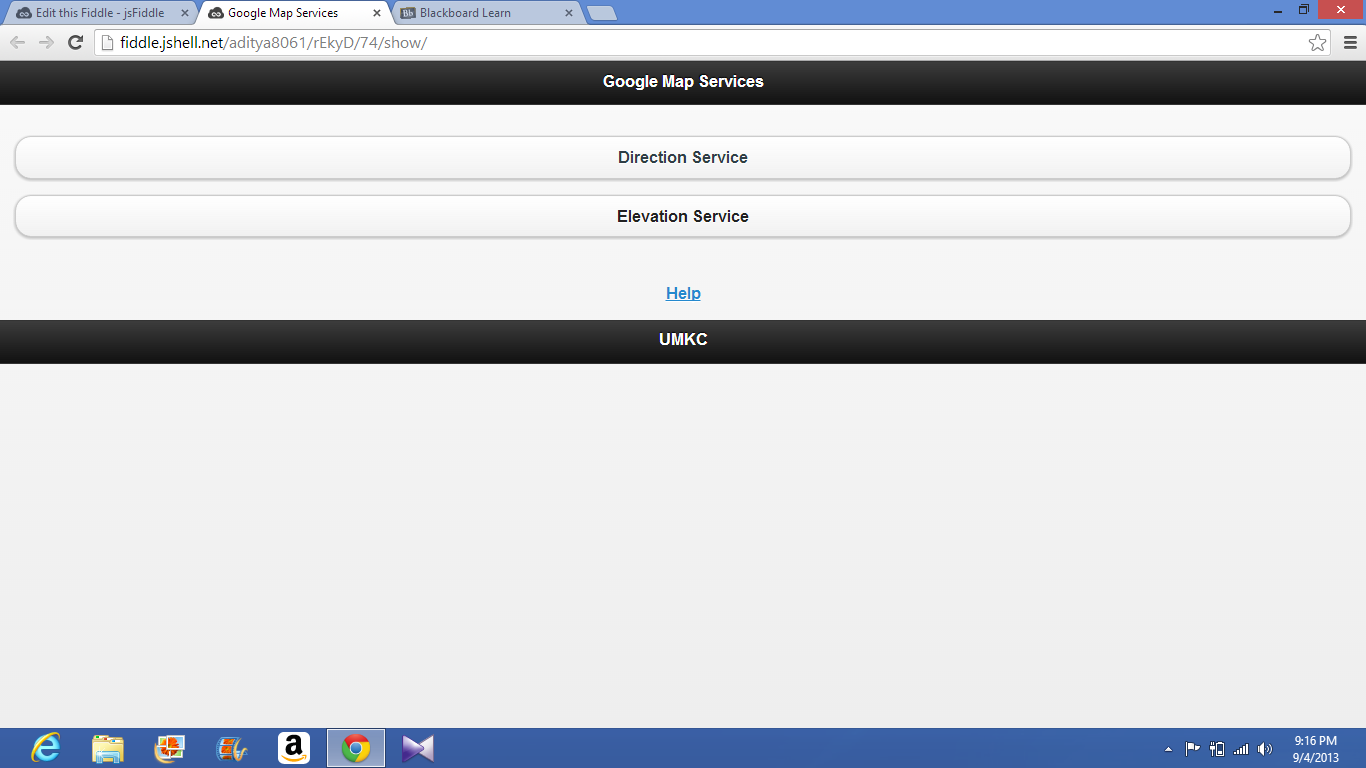 Edit this Fiddle - jsFiddle
Google Map Services
Bb Blackboard Learn
fiddle.jshell.net/aditya8061/rEkyD/74/show/
Google Map Services
Direction Service
Elevation Service
Help
UMKC
a
9:16 PM
9/4/2013